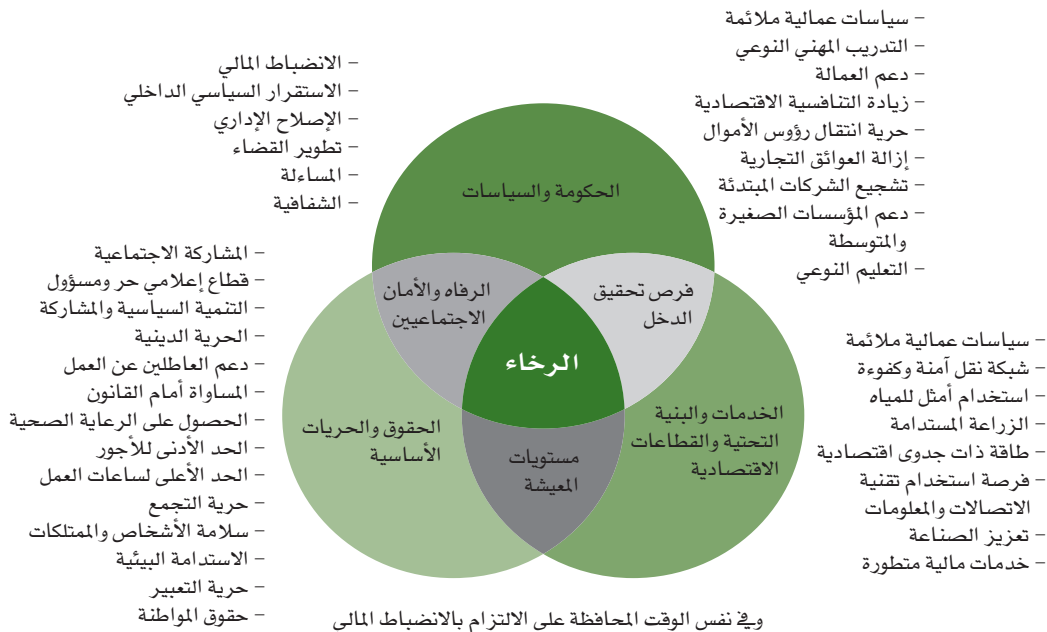 – سياسات عمالية ملائمة
– التدريب المهني النوعي
– دعم العمالة
– زيادة التنافسية الاقتصادية
– حرية انتقال رؤوس الأموال
– إزالة العوائق التجارية
– تشجيع الشركات المبتدئة
– دعم المؤسسات الصغيرة
والمتوسطة
– التعليم النوعي
– الانضباط المالي
– الاستقرار السياسي الداخلي
– الإصلاح الإداري
– تطوير القضاء
– المساءلة
– الشفافية
الحكومة والسياسات
فرص تحقيق
الدخل
الرفاه والأمان
الاجتماعيين
الرخاء
الخدمات والبنية
التحتية والقطاعات
الاقتصادية
الحقوق والحريات
الأساسية
مستويات
المعيشة
– سياسات عمالية ملائمة
– شبكة نقل آمنة وكفوءة
– استخدام أمثل للمياه
– الزراعة المستدامة
– طاقة ذات جدوى اقتصادية
– فرصة استخدام تقنية
الاتصالات والمعلومات
– تعزيز الصناعة
– خدمات مالية متطورة
– المشاركة الاجتماعية
– قطاع إعلامي حر ومسؤول
– التنمية السياسية والمشاركة
– الحرية الدينية
– دعم العاطلين عن العمل
– المساواة أمام القانون
– الحصول على الرعاية الصحية
– الحد الأدنى للأجور
– الحد الأعلى لساعات العمل
– حرية التجمع
– سلامة الأشخاص والممتلكات
– الاستدامة البيئية
– حرية التعبير
– حقوق المواطنة
وفي نفس الوقت المحافظة على الالتزام بالانضباط المالي